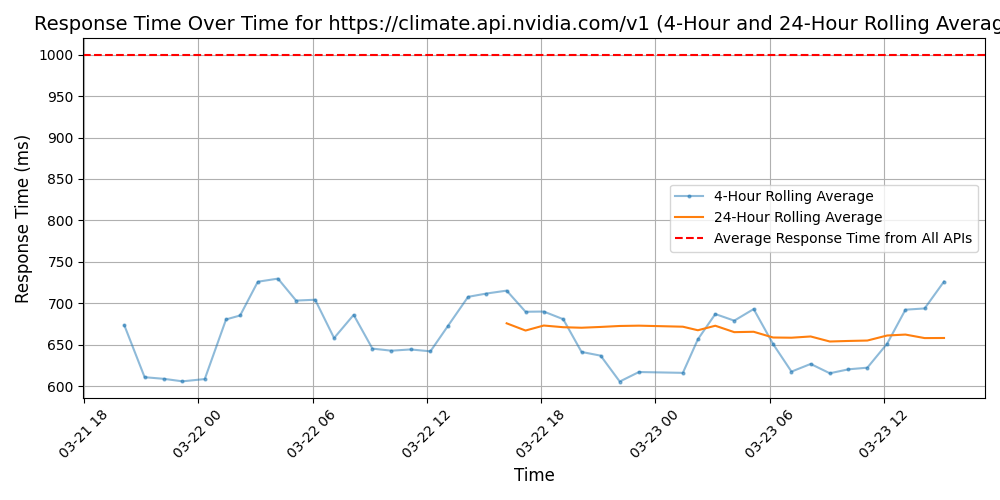 Response Time Over Time for https://climate.api.nvidia.com/v1 (4-Hour and 24-Hour Rolling Averag
Response Time (ms)
1000
950
900
850
800
750
700
650
600
4-Hour Rolling Average
24-Hour Rolling Average
Average Response Time from All APIs
03-21 18
03-22 00
03-22 06
03-22 12
03-22 18
03-23 00
03-23 06
03-23 12
Time